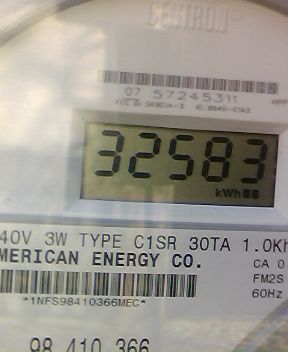 CENTRON®
07 57245311
32583
kWh
40V 3W TYPE C1SR 30TA 1.0Kh
MERICAN ENERGY CO.
CA 0
FM2S
60Hz
*1NFS98410366MEC*
98 410 366